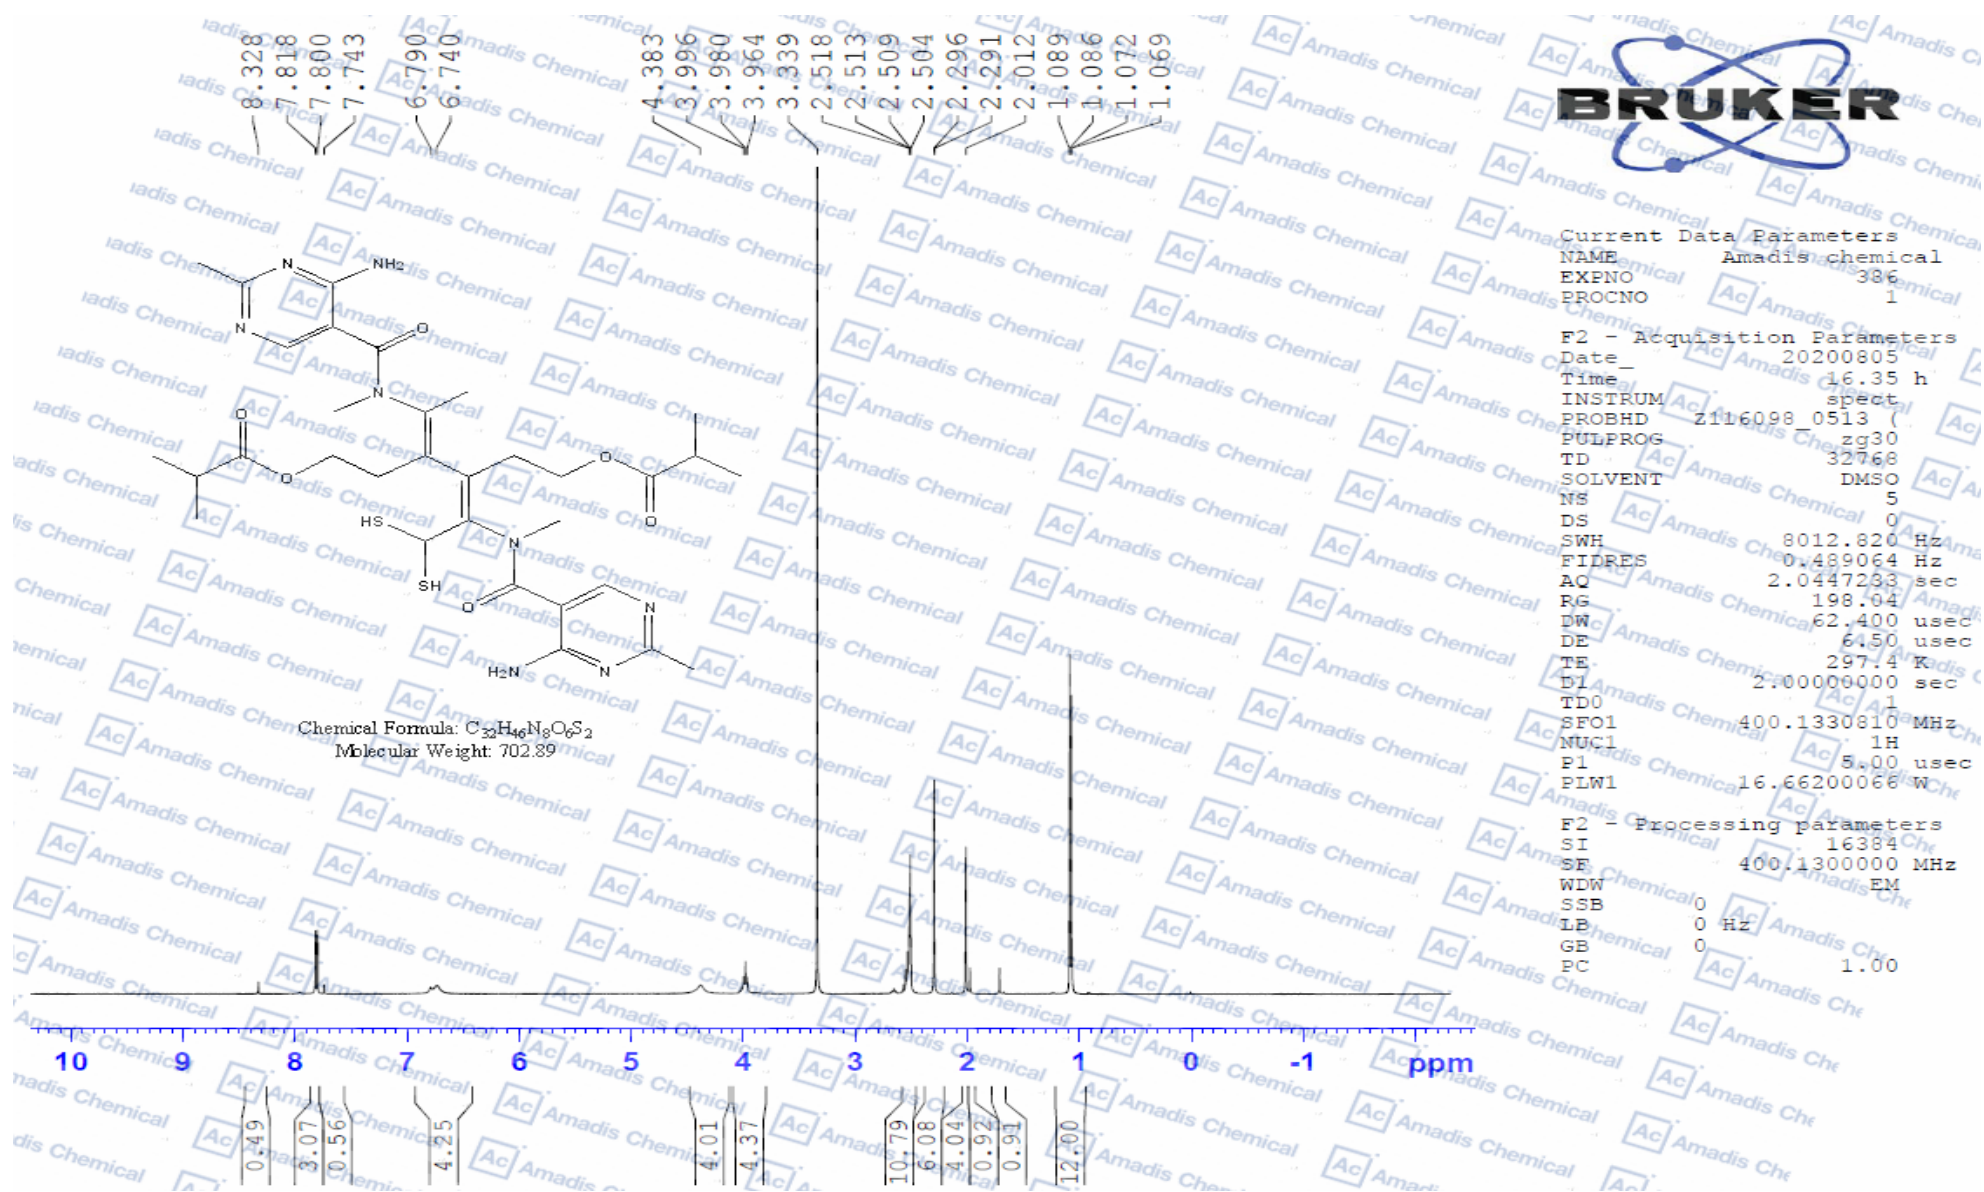 8.328
7.818
7.800
7.743
6.790
6.740
4.383
3.996
3.980
3.964
3.339
2.518
2.513
2.509
2.504
2.296
2.291
2.012
1.089
1.086
1.072
1.069
BRUKER
Current Data Parameters
NAME Amadis chemical
EXPNO 386
PROCNO 1
F2 - Acquisition Parameters
Date_ 20200805
Time 16.35 h
INSTRUM spect
PROBHD Z116098_0513 (
PULPROG zg30
TD 32768
SOLVENT DMSO
NS 5
DS 0
SWH 8012.820 Hz
FIDRES 0.489064 Hz
AQ 2.0447233 sec
RG 198.04
DW 62.400 usec
DE 6.50 usec
TE 297.4 K
D1 2.00000000 sec
TD0 1
SFO1 400.1330810 MHz
NUC1 1H
P1 5.00 usec
PLW1 16.66200066 W
F2 - Processing parameters
SI 16384
SF 400.1300000 MHz
WDW EM
SSB 0
LB 0 Hz
GB 0
PC 1.00
N
NH2
N
O
N
O
O
O
O
HS
SH
N
O
N
N
H2N
Chemical Formula: C32H46N8O6S2
Molecular Weight: 702.89
10 9 8 7 6 5 4 3 2 1 0 -1 ppm
0.49
3.07
0.56
4.25
4.01
4.37
10.79
6.08
4.04
0.92
0.91
12.00
Ac Amadis Chemical